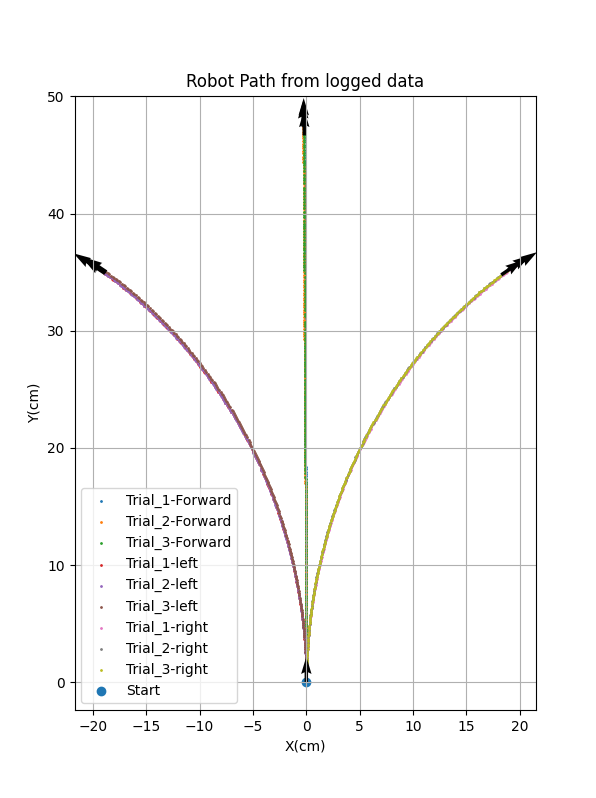 Robot Path from logged data
50
40
30
20
10
0
Y(cm)
Trial_1-Forward
Trial_2-Forward
Trial_3-Forward
Trial_1-left
Trial_2-left
Trial_3-left
Trial_1-right
Trial_2-right
Trial_3-right
Start
−20 −15 −10 −5 0 5 10 15 20
X(cm)